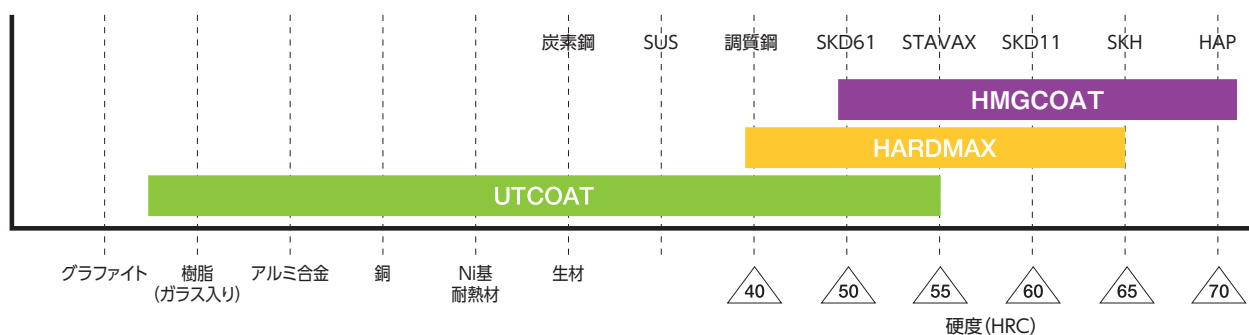 炭素鋼 SUS 調質鋼 SKD61 STAVAX SKD11 SKH HAP
HMGCOAT
HARDMAX
UTCOAT
グラファイト 樹脂 アルミ合金 銅 Ni基 生材 40 50 55 60 65 70
(ガラス入り) 耐熱材
硬度(HRC)